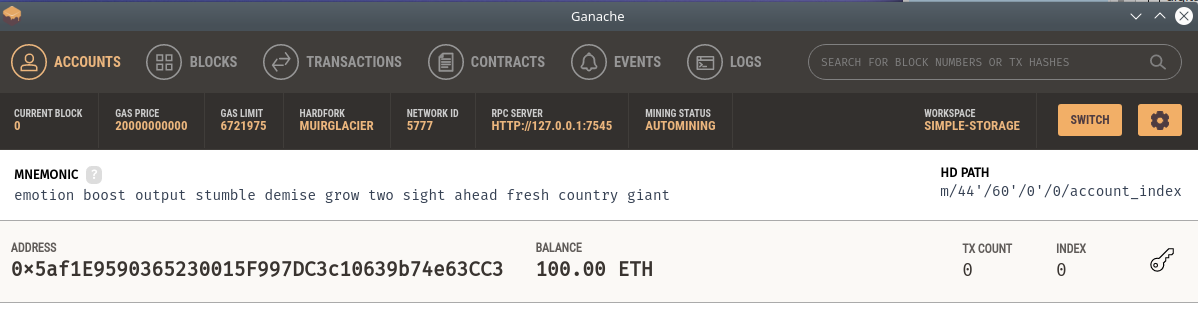 Ganache
ACCOUNTS BLOCKS TRANSACTIONS CONTRACTS EVENTS LOGS SEARCH FOR BLOCK NUMBERS OR TX HASHES
CURRENT BLOCK GAS PRICE GAS LIMIT HARDFORK NETWORK ID RPC SERVER MINING STATUS WORKSPACE
0 20000000000 6721975 MUIRGLACIER 5777 HTTP://127.0.0.1:7545 AUTOMINING SIMPLE-STORAGE SWITCH
MNEMONIC ? HD PATH
emotion boost output stumble demise grow two sight ahead fresh country giant m/44'/60'/0'/0/account_index
ADDRESS BALANCE TX COUNT INDEX
0×5af1E9590365230015F997DC3c10639b74e63CC3 100.00 ETH 0 0